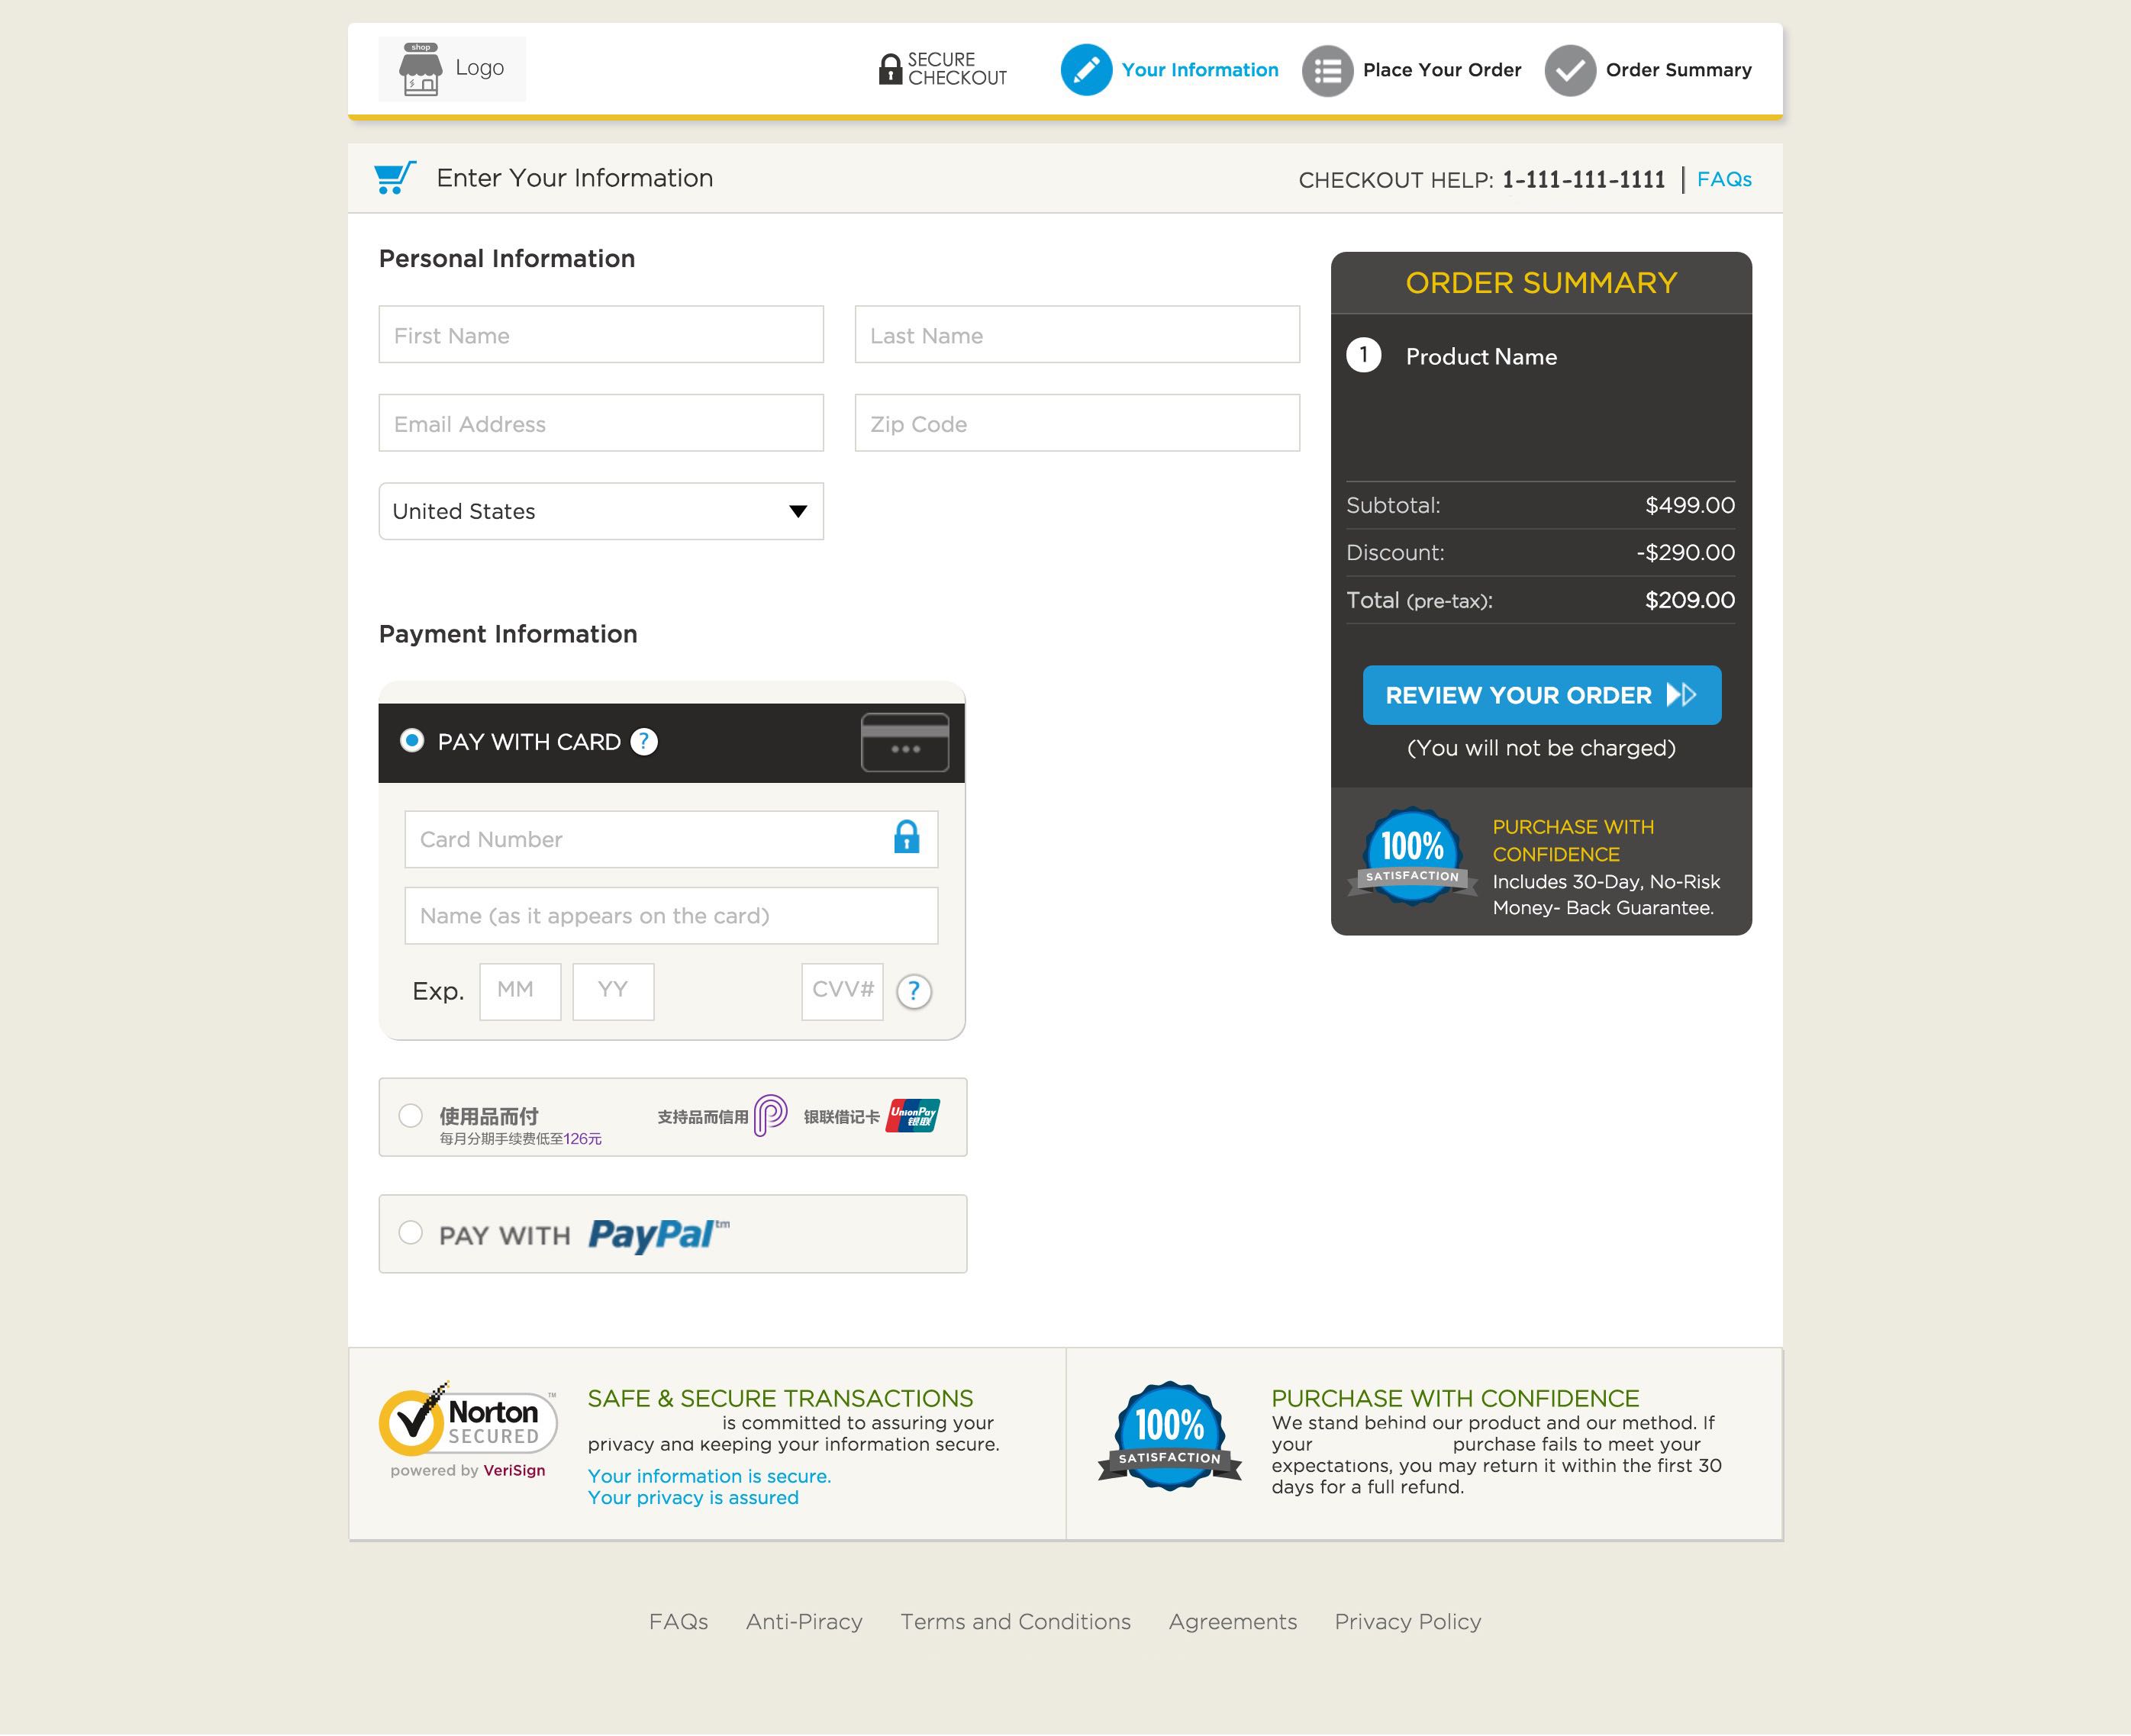 shop
Logo
SECURE
CHECKOUT
Your Information
Place Your Order
Order Summary
Enter Your Information
CHECKOUT HELP: 1-111-111-1111 | FAQs
Personal Information
First Name
Last Name
Email Address
Zip Code
United States
Payment Information
PAY WITH CARD ?
Card Number
Name (as it appears on the card)
Exp. MM YY CVV# ?
使用品而付
每月分期手续费低至126元
支持品而信用
银联借记卡
UnionPay
银联
PAY WITH PayPal™
ORDER SUMMARY
1 Product Name
Subtotal: $499.00
Discount: -$290.00
Total (pre-tax): $209.00
REVIEW YOUR ORDER
(You will not be charged)
100%
SATISFACTION
PURCHASE WITH
CONFIDENCE
Includes 30-Day, No-Risk
Money- Back Guarantee.
Norton™
SECURED
powered by VeriSign
SAFE & SECURE TRANSACTIONS
is committed to assuring your
privacy and keeping your information secure.
Your information is secure.
Your privacy is assured
100%
SATISFACTION
PURCHASE WITH CONFIDENCE
We stand behind our product and our method. If
your purchase fails to meet your
expectations, you may return it within the first 30
days for a full refund.
FAQs Anti-Piracy Terms and Conditions Agreements Privacy Policy